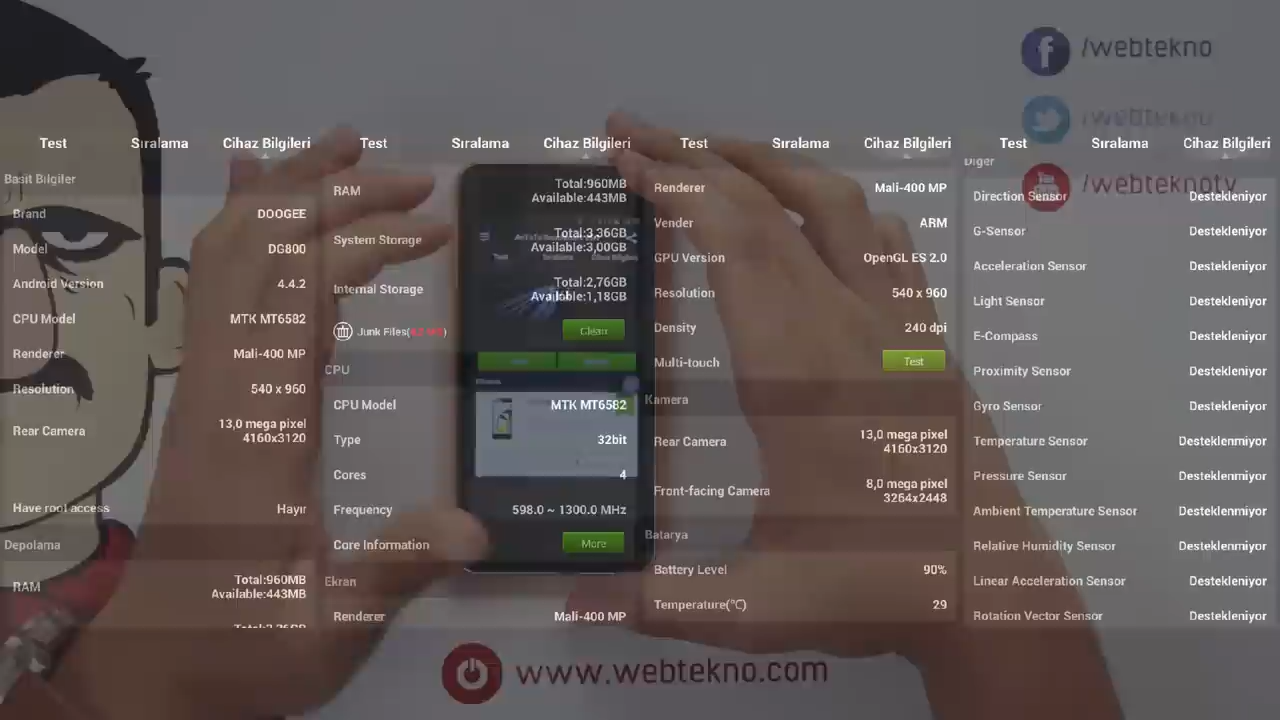 /webtekno
/webtekno
/webteknotv
Test Sıralama Cihaz Bilgileri
Basit Bilgiler
Brand DOOGEE
Model DG800
Android Version 4.4.2
CPU Model MTK MT6582
Renderer Mali-400 MP
Resolution 540 x 960
Rear Camera 13,0 mega pixel
4160x3120
Have root access Hayır
Depolama
RAM Total:960MB
Available:443MB
Test Sıralama Cihaz Bilgileri
RAM Total:960MB
Available:443MB
System Storage Total:3,36GB
Available:3,00GB
Internal Storage Total:2,76GB
Available:1,18GB
Junk Files( Clean
CPU
CPU Model MTK MT6582
Type 32bit
Cores 4
Frequency 598.0 ~ 1300.0 MHz
Core Information More
Ekran
Renderer Mali-400 MP
Test Sıralama Cihaz Bilgileri
Renderer Mali-400 MP
Vender ARM
GPU Version OpenGL ES 2.0
Resolution 540 x 960
Density 240 dpi
Multi-touch Test
Kamera
Rear Camera 13,0 mega pixel
4160x3120
Front-facing Camera 8,0 mega pixel
3264x2448
Batarya
Battery Level 90%
Temperature(°C) 29
Test Sıralama Cihaz Bilgileri
Diğer
Direction Sensor Destekleniyor
G-Sensor Destekleniyor
Acceleration Sensor Destekleniyor
Light Sensor Destekleniyor
E-Compass Destekleniyor
Proximity Sensor Destekleniyor
Gyro Sensor Destekleniyor
Temperature Sensor Desteklenmiyor
Pressure Sensor Desteklenmiyor
Ambient Temperature Sensor Desteklenmiyor
Relative Humidity Sensor Desteklenmiyor
Linear Acceleration Sensor Destekleniyor
Rotation Vector Sensor Destekleniyor
www.webtekno.com